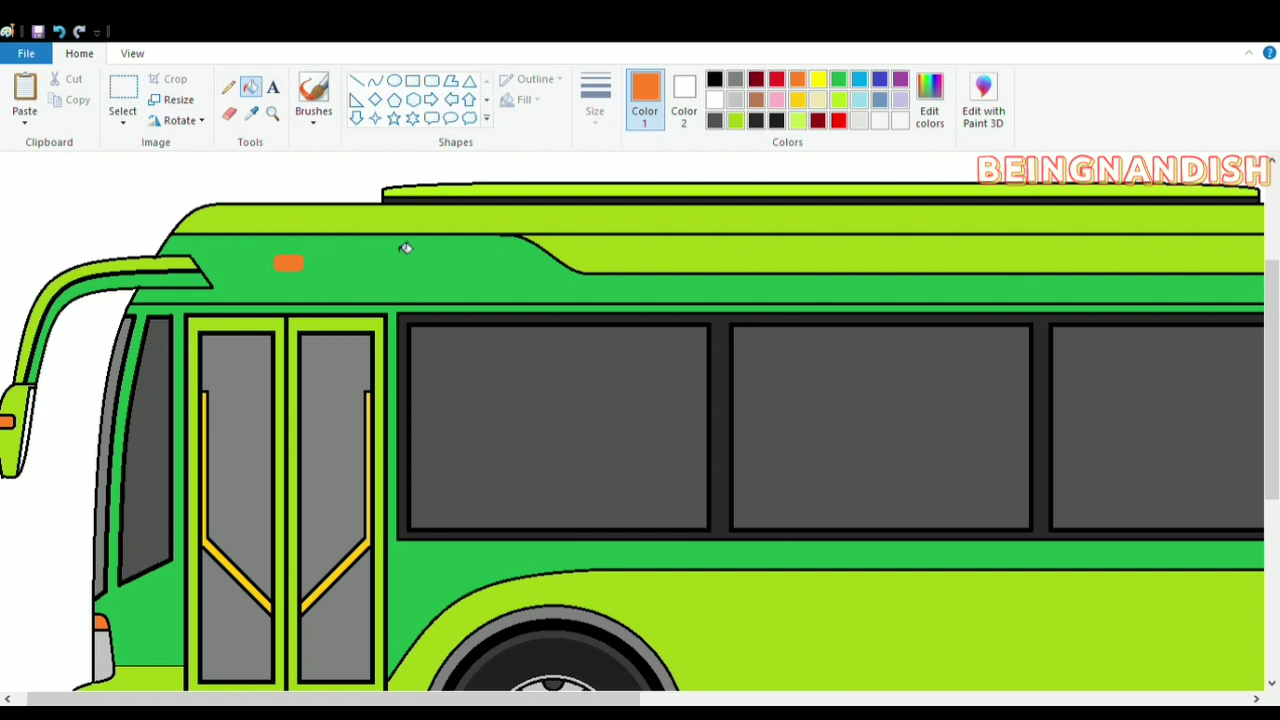 File Home View
Paste
Cut
Copy
Clipboard
Select
Crop
Resize
Rotate
Image
A
Tools
Brushes
Outline
Fill
Shapes
Size
Color
1
Color
2
Edit
colors
Colors
Edit with
Paint 3D
BEINGNANDISH